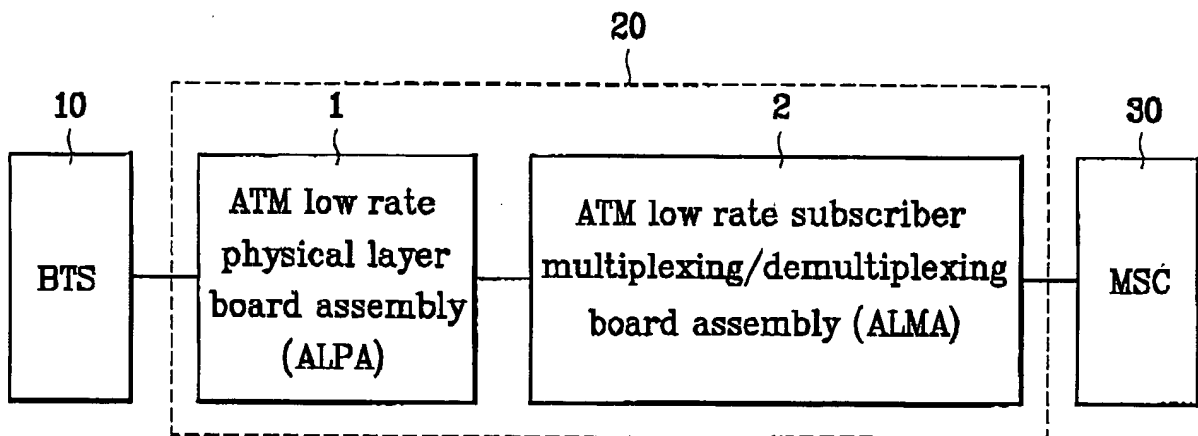 20
10
1
2
30
BTS
ATM low rate
physical layer
board assembly
(ALPA)
ATM low rate subscriber
multiplexing/demultiplexing
board assembly (ALMA)
MSC